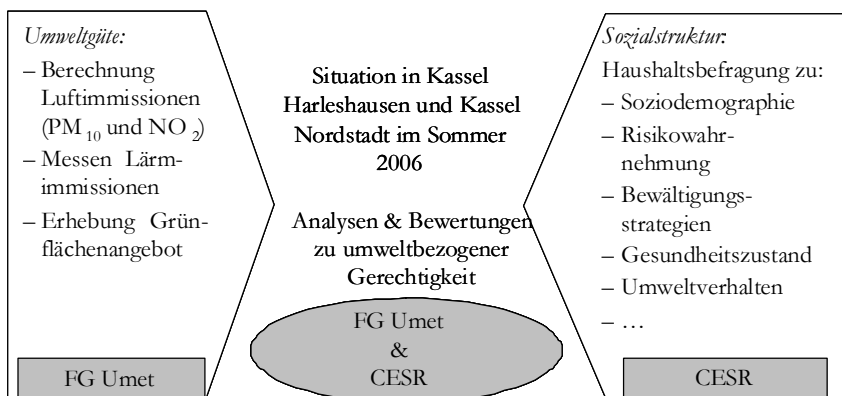 Umweltgüte:
– Berechnung
Luftimmissionen
(PM 10 und NO 2)
– Messen Lärm-
immissionen
– Erhebung Grün-
flächenangebot
FG Umet
Situation in Kassel
Harleshausen und Kassel
Nordstadt im Sommer
2006
Analysen & Bewertungen
zu umweltbezogener
Gerechtigkeit
FG Umet
&
CESR
Sozialstruktur:
Haushaltsbefragung zu:
– Soziodemographie
– Risikowahr-
nehmung
– Bewältigungs-
strategien
– Gesundheitszustand
– Umweltverhalten
– …
CESR